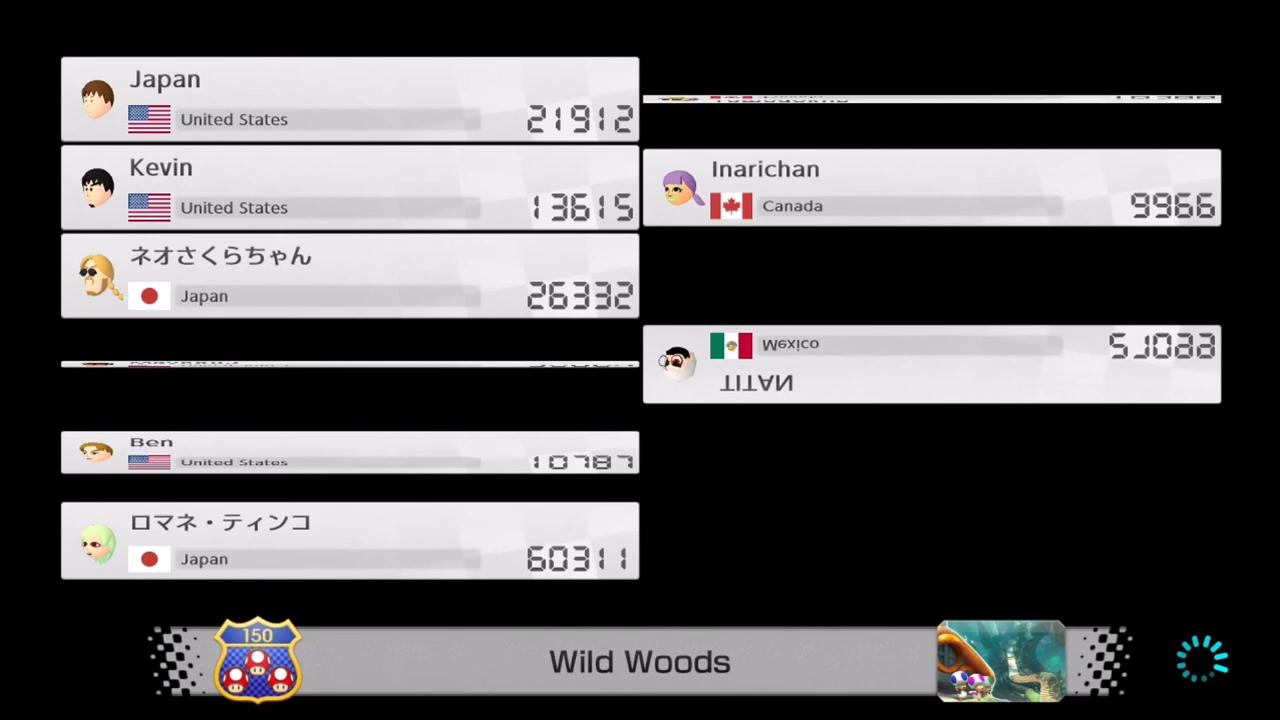 Japan
United States
21912
Kevin
United States
13615
ネオさくらちゃん
Japan
26332
Ben
United States
10787
ロマネ・ティンコ
Japan
60311
Inarichan
Canada
9966
Mexico
TITAN
150
Wild Woods